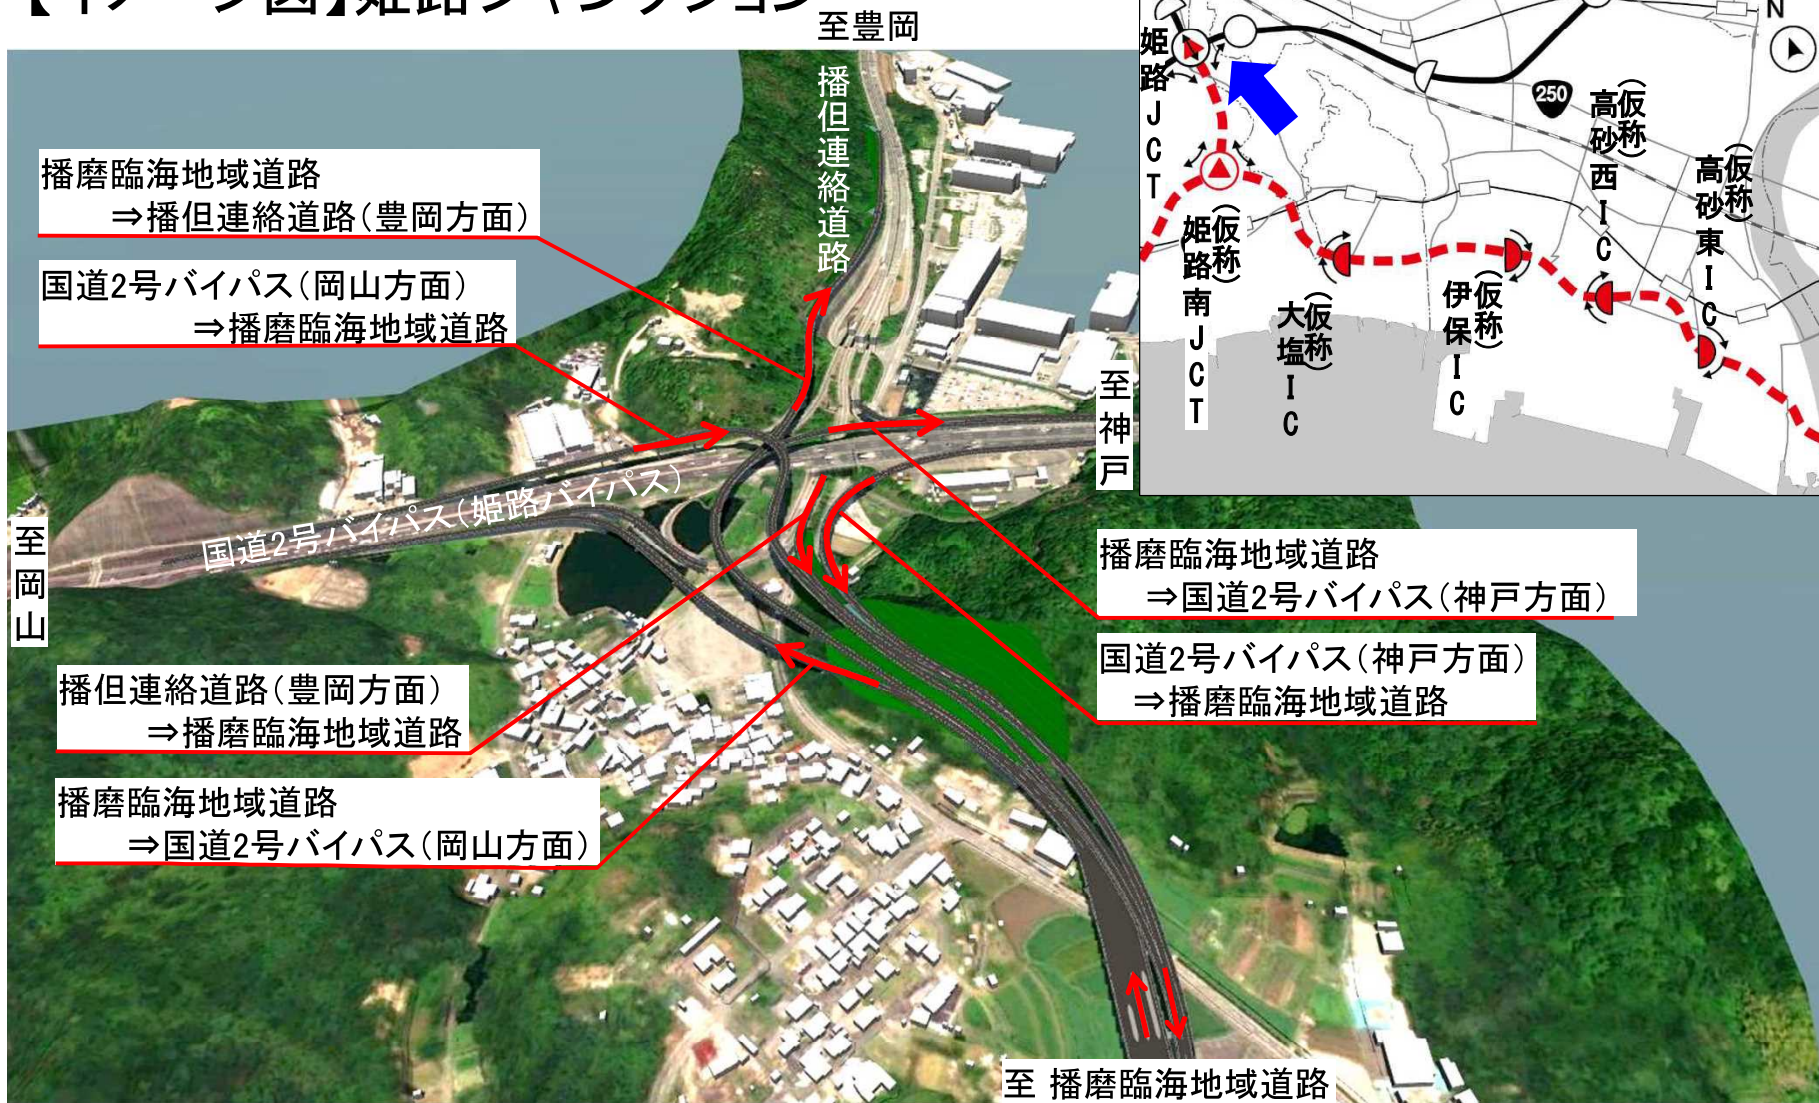 【イメージ図】姫路ジャンクション
至豊岡
播但連絡道路
播磨臨海地域道路
⇒播但連絡道路(豊岡方面)
国道2号バイパス(岡山方面)
⇒播磨臨海地域道路
至神戸
国道2号バイパス(姫路バイパス)
至岡山
播磨臨海地域道路
⇒国道2号バイパス(神戸方面)
国道2号バイパス(神戸方面)
⇒播磨臨海地域道路
播但連絡道路(豊岡方面)
⇒播磨臨海地域道路
播磨臨海地域道路
⇒国道2号バイパス(岡山方面)
至 播磨臨海地域道路
N
姫路JCT
250
(仮称)
姫路南JCT
(仮称)
大塩IC
(仮称)
伊保IC
(仮称)
高砂西IC
(仮称)
高砂東IC